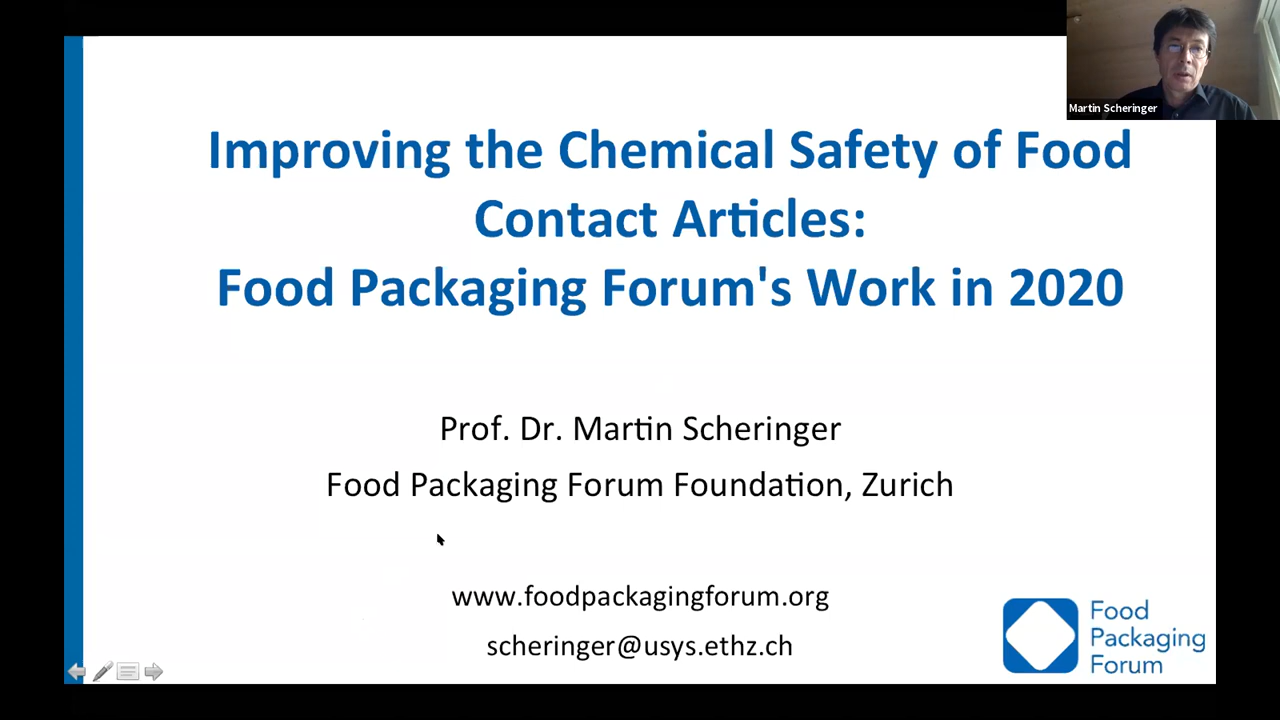 Martin Scheringer
Improving the Chemical Safety of Food
Contact Articles:
Food Packaging Forum's Work in 2020
Prof. Dr. Martin Scheringer
Food Packaging Forum Foundation, Zurich
www.foodpackagingforum.org
scheringer@usys.ethz.ch
Food
Packaging
Forum